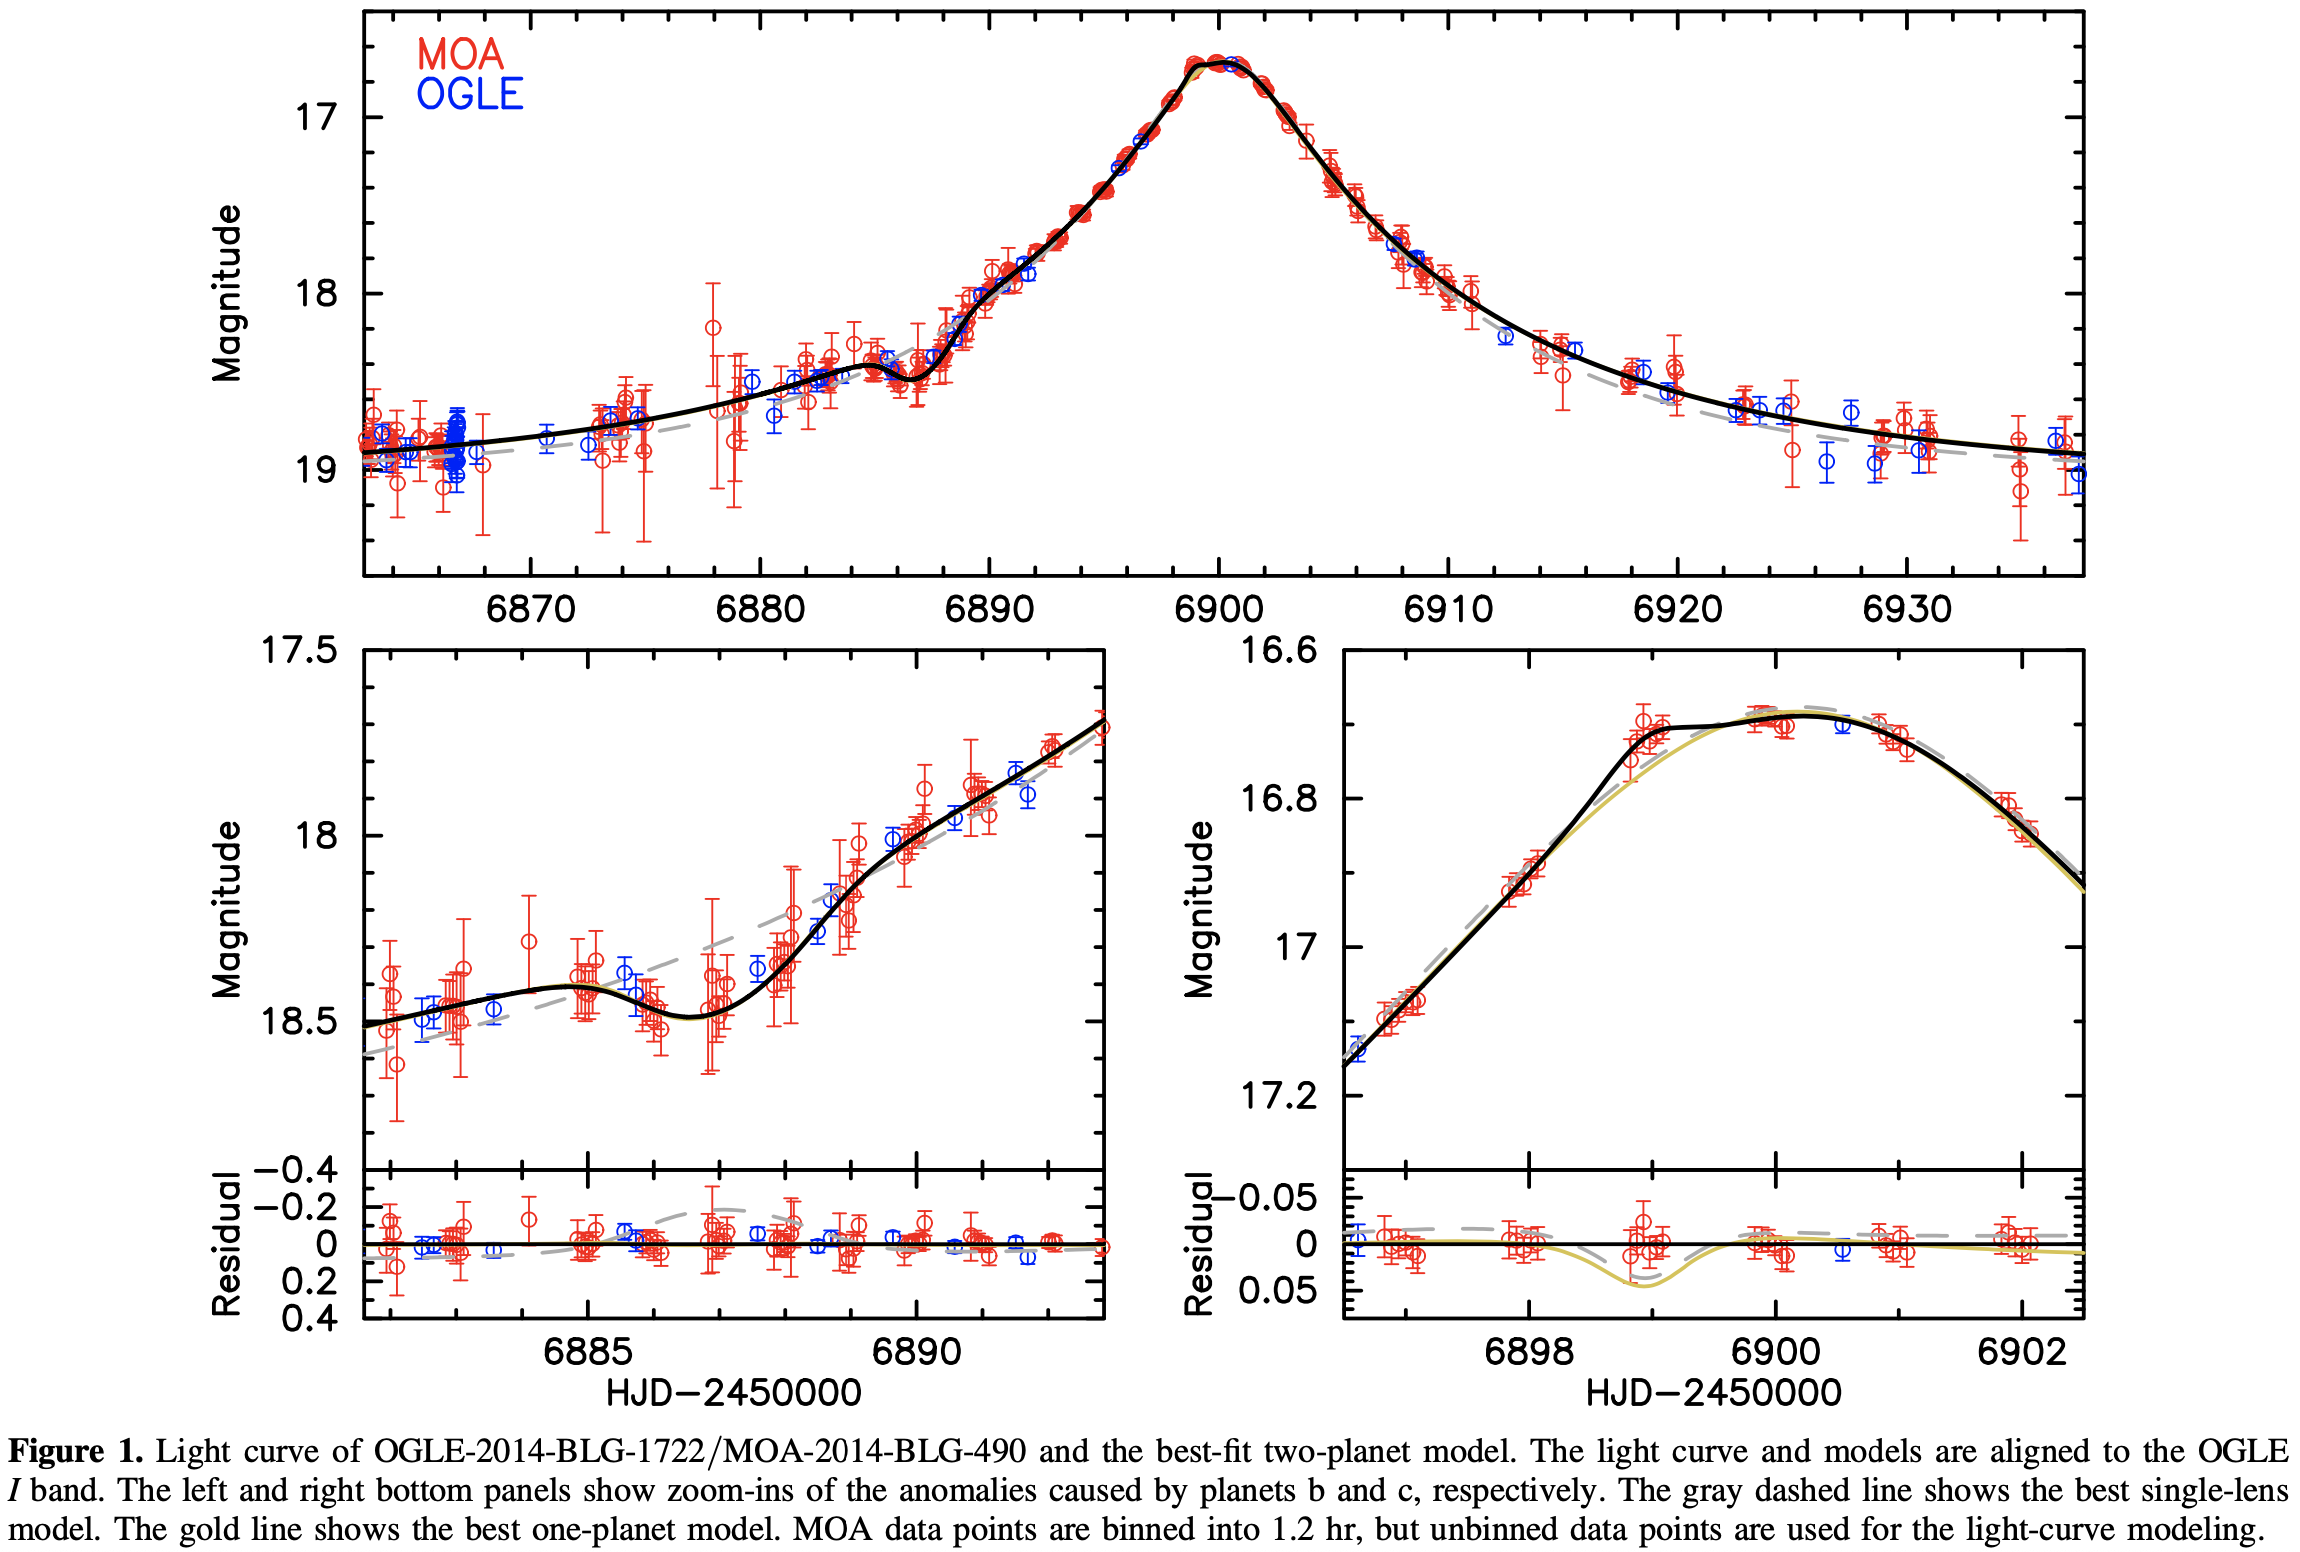 MOA
OGLE
Magnitude
17
18
19
6870 6880 6890 6900 6910 6920 6930
Magnitude
17.5
18
18.5
Residual
−0.4
−0.2
0
0.2
0.4
6885 6890
HJD−2450000
Magnitude
16.6
16.8
17
17.2
Residual
−0.05
0
0.05
6898 6900 6902
HJD−2450000
Figure 1. Light curve of OGLE-2014-BLG-1722/MOA-2014-BLG-490 and the best-fit two-planet model. The light curve and models are aligned to the OGLE
I band. The left and right bottom panels show zoom-ins of the anomalies caused by planets b and c, respectively. The gray dashed line shows the best single-lens
model. The gold line shows the best one-planet model. MOA data points are binned into 1.2 hr, but unbinned data points are used for the light-curve modeling.